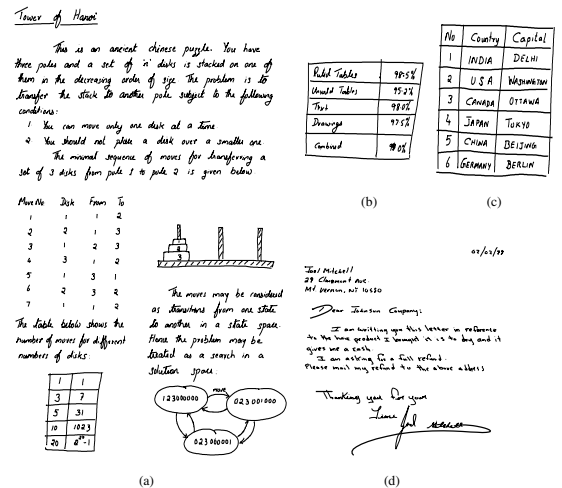 Tower of Hanoi
This is an ancient chinese puzzle. You have
three poles and a set of 'n' disks is stacked on one of
them in the decreasing order of size. The problem is to
transfer the stack to another pole subject to the following
conditions:
1 You can move only one disk at a time
2 You should not place a disk over a smaller one
The minimal sequence of moves for transferring a
set of 3 disks from pole 1 to pole 2 is given below
Move No Disk From To
1 1 1 2
2 2 1 3
3 1 2 3
4 3 1 2
5 1 3 1
6 2 3 2
7 1 1 2
The table below shows the
number of moves for different
numbers of disks:
1 1
3 7
5 31
10 1023
20 2²⁰-1
1
2
3
The moves may be considered
as transitions from one state
to another in a state space.
Hence the problem may be
treated as a search in a
solution space.
move
123000000
023001000
023000001
(a)
Ruled Tables 98.5%
Unruled Tables 95.2%
Text 98.0%
Drawings 97.5%
Combined 98.0%
(b)
No Country Capital
1 INDIA DELHI
2 USA WASHINGTON
3 CANADA OTTAWA
4 JAPAN TOKYO
5 CHINA BEIJING
6 GERMANY BERLIN
(c)
02/02/99
Joel Mitchell
29 Claremont Ave.
Mt Vernon, NY 10550
Dear Johnson Company:
I am writting you this letter in reference
to the new product I bought it is to big and it
gives me a rash.
I am asking for a full refund.
Please mail my refund to the above address
Thanking you for your
Time
Joel Mitchell
(d)